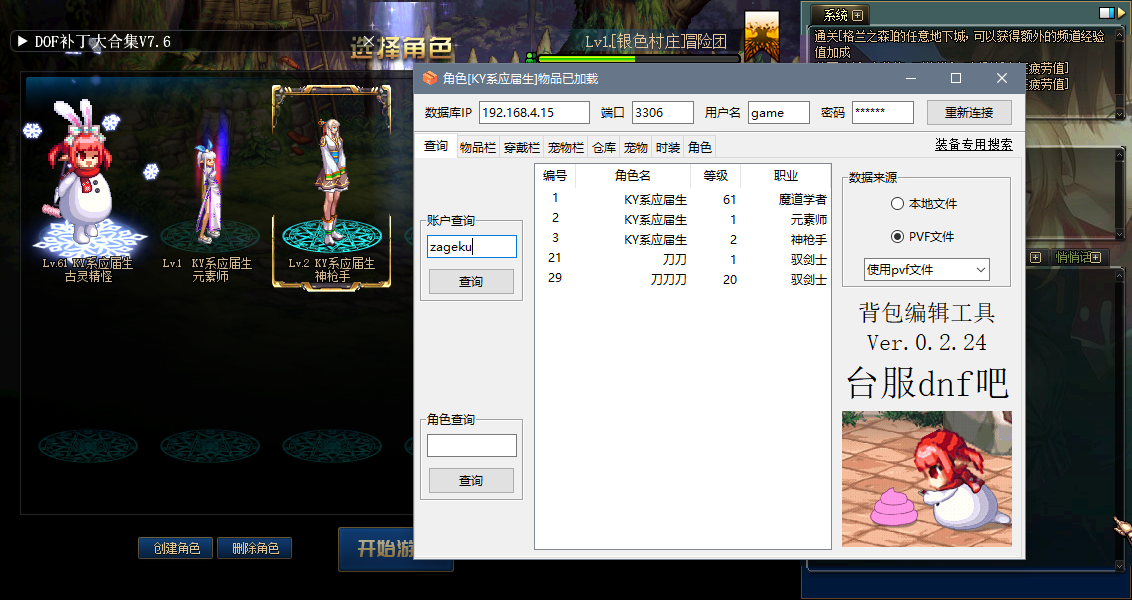 ▶ DOF补丁大合集V7.6
选择角色
Lv1.[银色村庄]冒险团
系统
通关[格兰之森]的任意地下城，可以获得额外的频道经验
值加成
疲劳值]
疲劳值]
悄悄话
Lv.61 KY系应届生
古灵精怪
Lv.1 KY系应届生
元素师
Lv.2 KY系应届生
神枪手
创建角色
删除角色
开始游
角色[KY系应届生]物品已加载
数据库IP 192.168.4.15 端口 3306 用户名 game 密码 ****** 重新连接
查询 物品栏 穿戴栏 宠物栏 仓库 宠物 时装 角色
装备专用搜索
账户查询
zageku
查询
角色查询
查询
编号 角色名 等级 职业
1 KY系应届生 61 魔道学者
2 KY系应届生 1 元素师
3 KY系应届生 2 神枪手
21 刀刀 1 驭剑士
29 刀刀刀 20 驭剑士
数据来源
本地文件
PVF文件
使用pvf文件
背包编辑工具
Ver.0.2.24
台服dnf吧